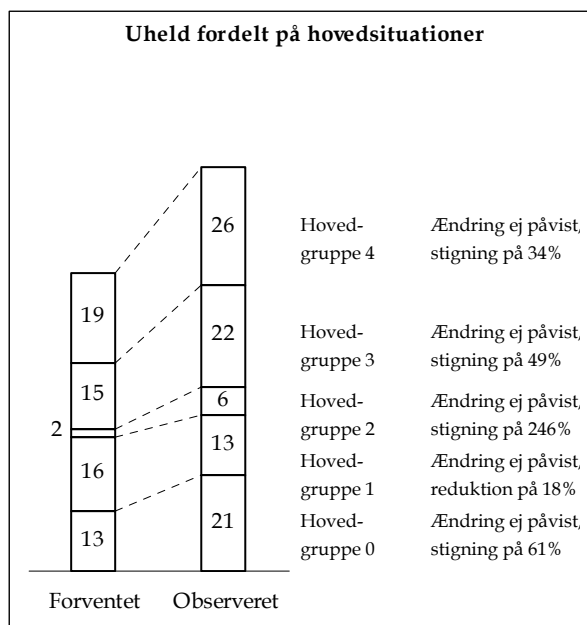 Uheld fordelt på hovedsituationer
26
Hoved-
gruppe 4
Ændring ej påvist,
stigning på 34%
19
22
Hoved-
gruppe 3
Ændring ej påvist,
stigning på 49%
15
2
6
Hoved-
gruppe 2
Ændring ej påvist,
stigning på 246%
16
13
Hoved-
gruppe 1
Ændring ej påvist,
reduktion på 18%
13
21
Hoved-
gruppe 0
Ændring ej påvist,
stigning på 61%
Forventet Observeret